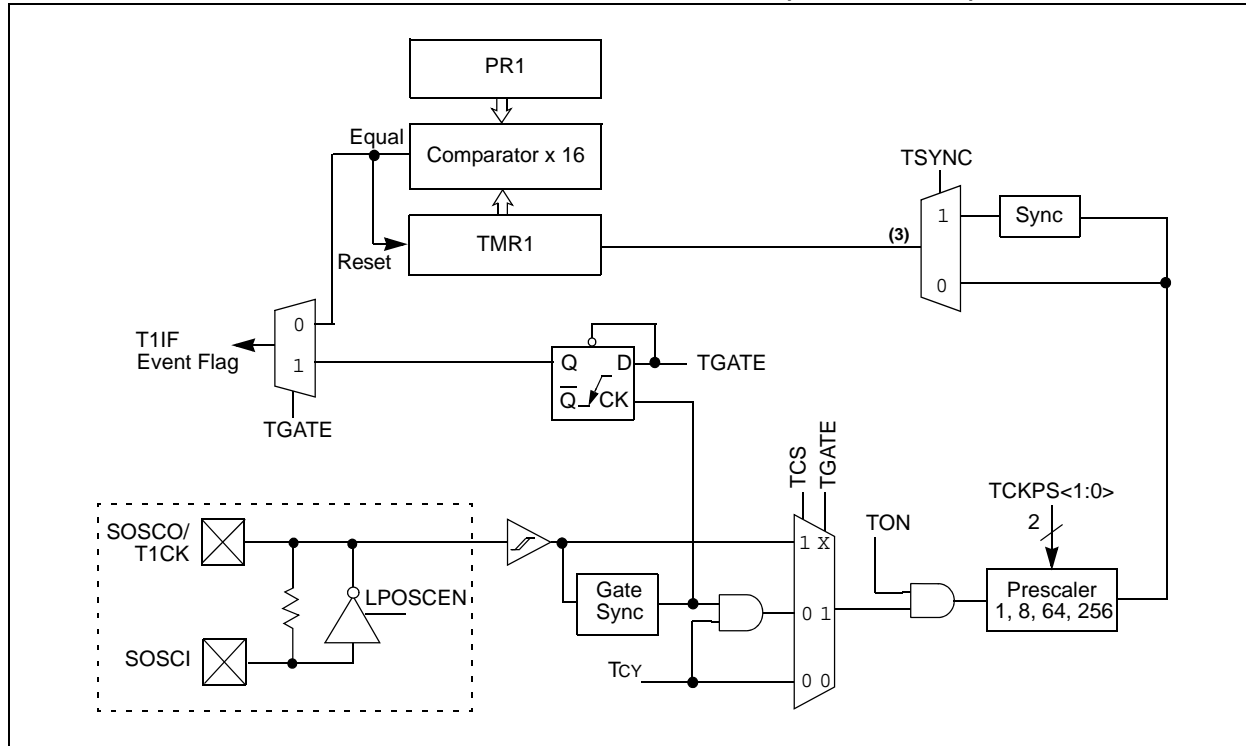 PR1
Equal
Comparator x 16
TSYNC
1
Sync
(3)
TMR1
Reset
0
0
T1IF
Event Flag
1
Q
D
TGATE
Q
CK
TGATE
TCS
TGATE
TCKPS<1:0>
2
TON
SOSCO/
T1CK
1 X
Prescaler
1, 8, 64, 256
LPOSCEN
Gate
Sync
0 1
SOSCI
TCY
0 0